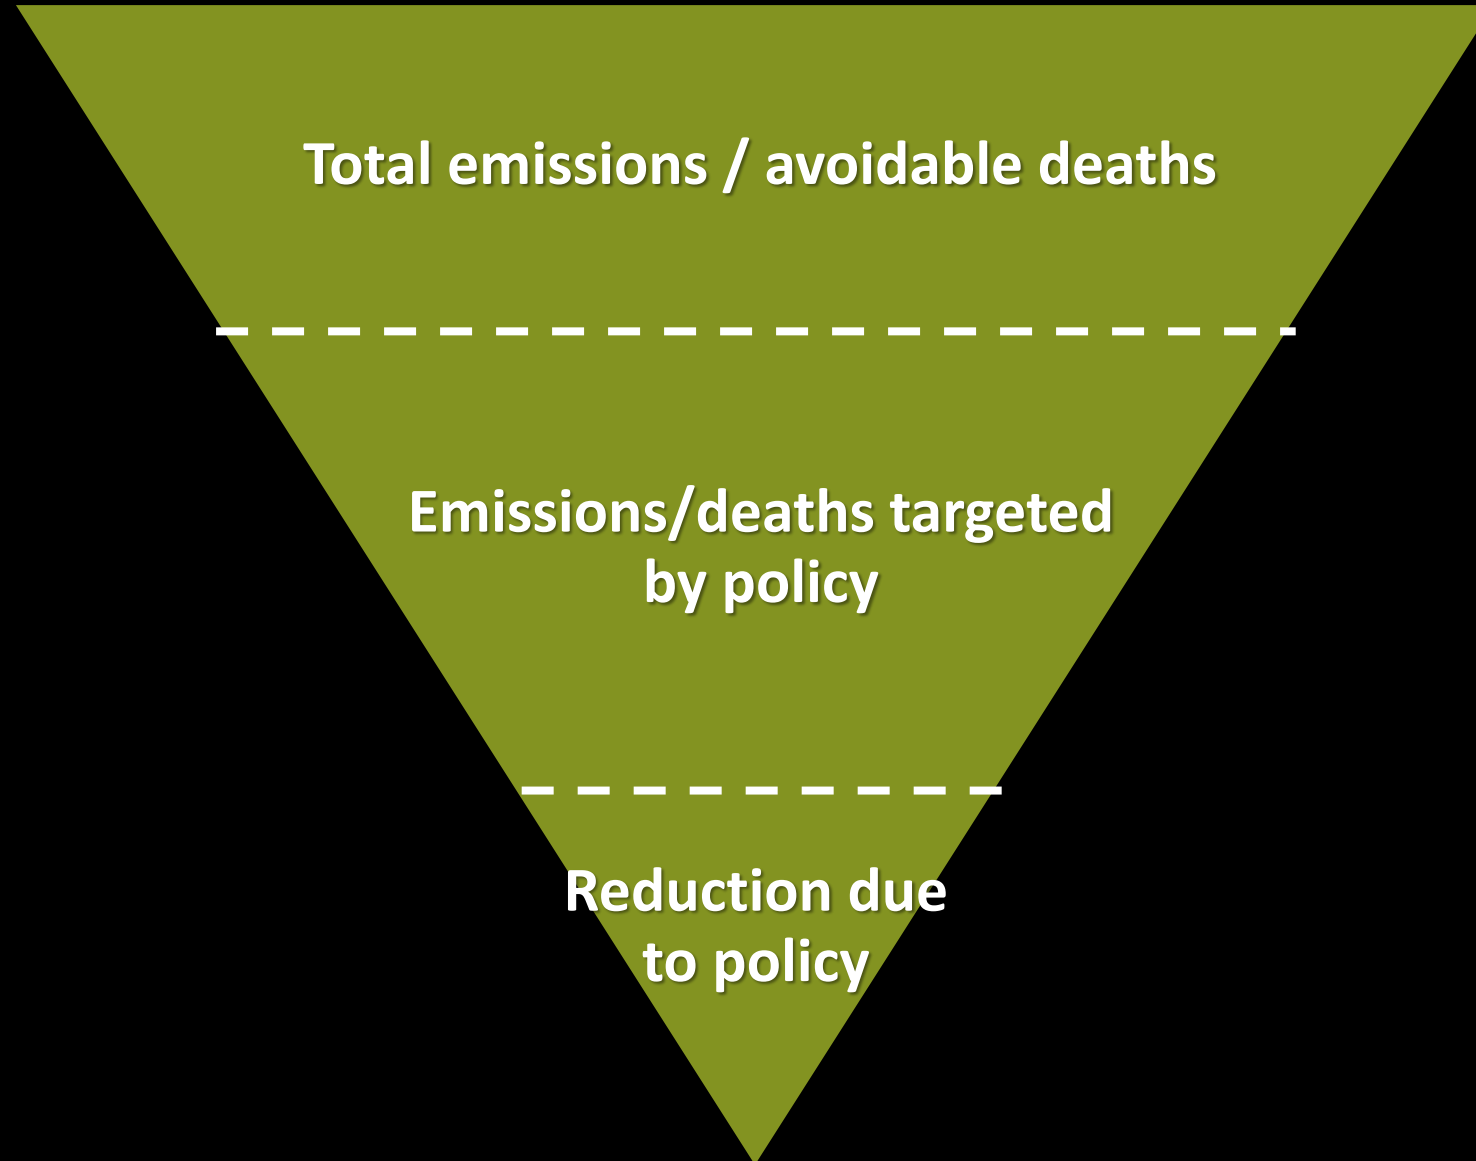 Total emissions / avoidable deaths
Emissions/deaths targeted
by policy
Reduction due
to policy